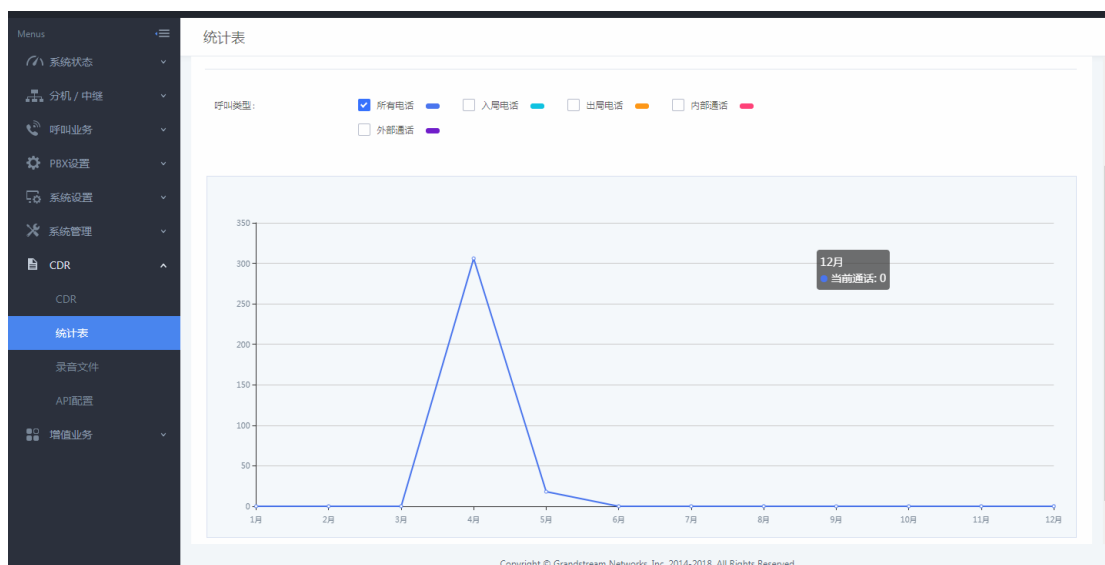 Menus
系统状态
分机 / 中继
呼叫业务
PBX设置
系统设置
系统管理
CDR
CDR
统计表
录音文件
API配置
增值业务
统计表
呼叫类型:
所有电话 入局电话 出局电话 内部通话
外部通话
350
300
250
200
150
100
50
0
12月
当前通话: 0
1月 2月 3月 4月 5月 6月 7月 8月 9月 10月 11月 12月
Copyright © Grandstream Networks, Inc. 2014-2018. All Rights Reserved.